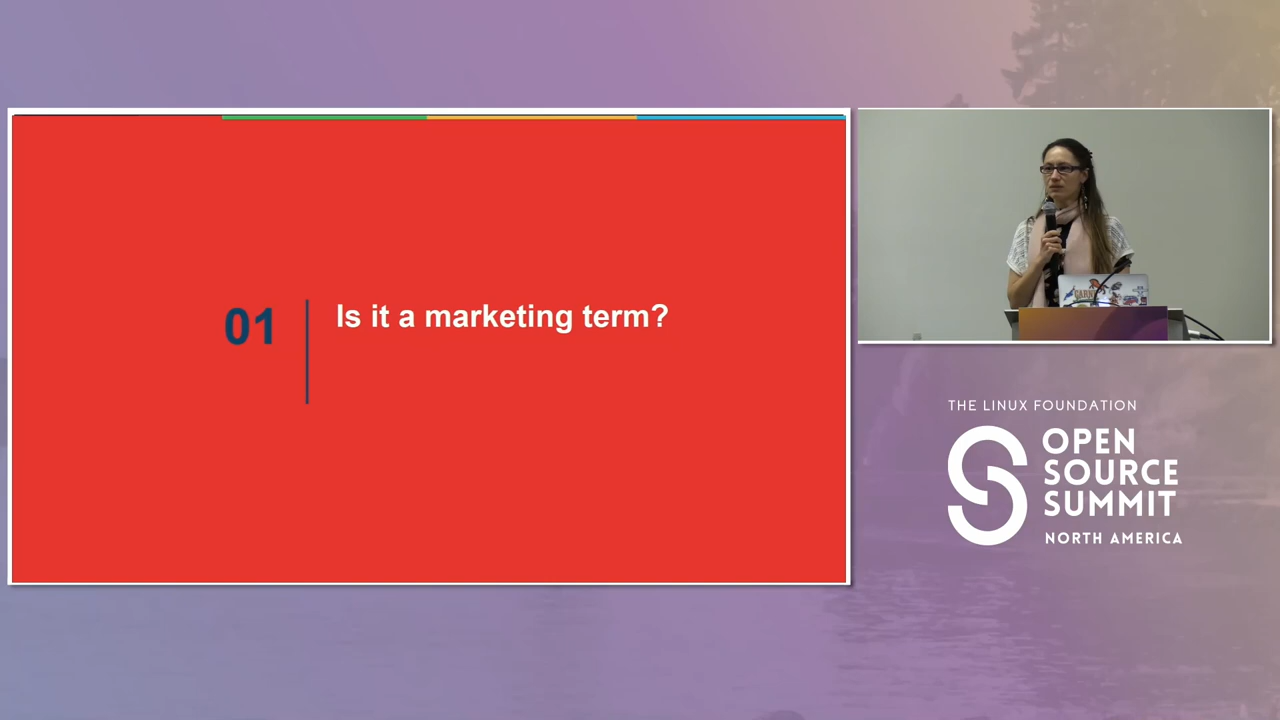 01
Is it a marketing term?
THE LINUX FOUNDATION
OPEN
SOURCE
SUMMIT
NORTH AMERICA